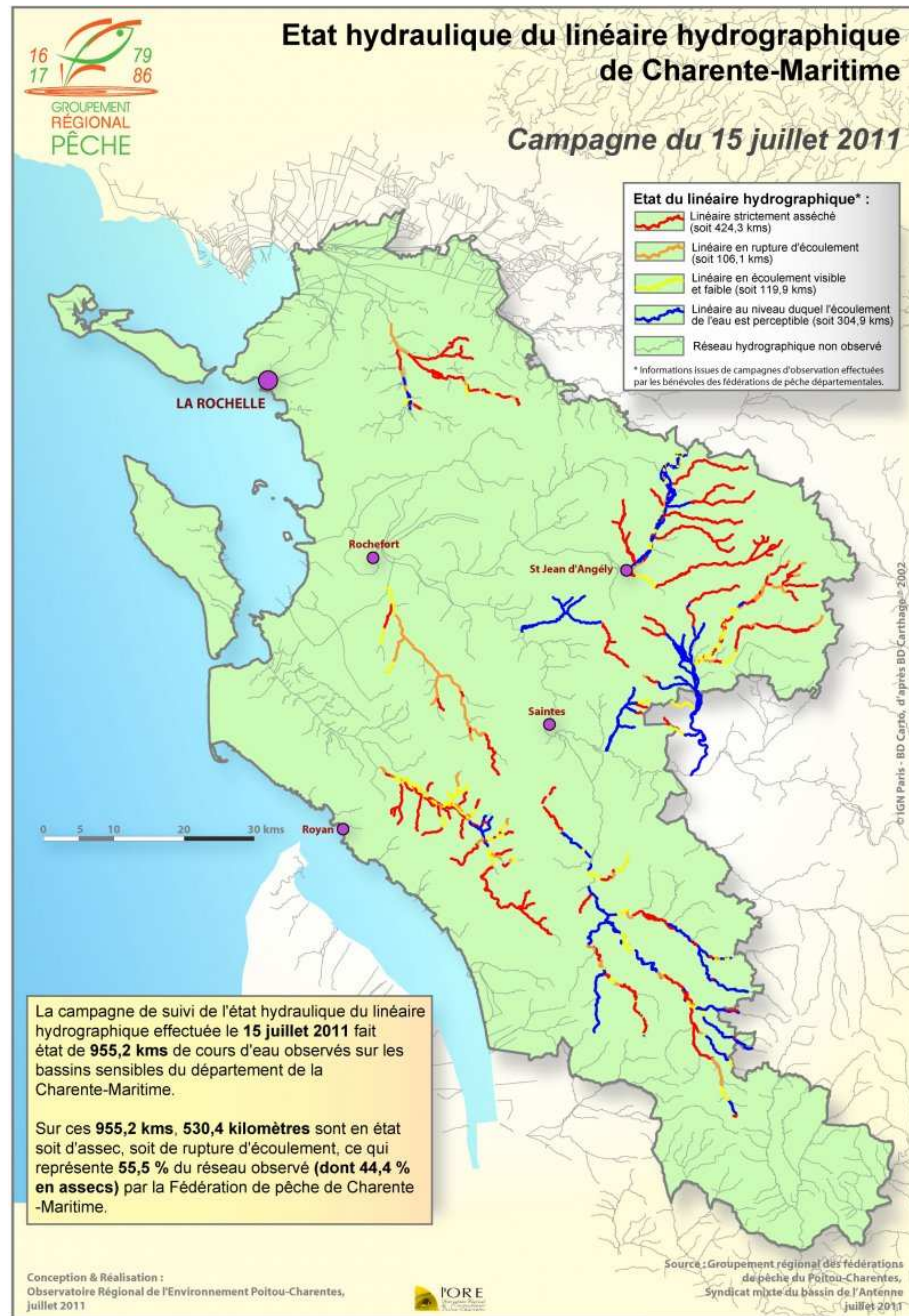 Etat hydraulique du linéaire hydrographique
de Charente-Maritime
Campagne du 15 juillet 2011
16 79
17 86
GROUPEMENT
RÉGIONAL
PÊCHE
Etat du linéaire hydrographique* :
Linéaire strictement asséché
(soit 424,3 kms)
Linéaire en rupture d'écoulement
(soit 106,1 kms)
Linéaire en écoulement visible
et faible (soit 119,9 kms)
Linéaire au niveau duquel l'écoulement
de l'eau est perceptible (soit 304,9 kms)
Réseau hydrographique non observé
* Informations issues de campagnes d'observation effectuées
par les bénévoles des fédérations de pêche départementales.
LA ROCHELLE
Rochefort
St Jean d'Angély
Saintes
Royan
0 5 10 20 30 kms
©IGN Paris - BD Carto, d'après BD Carthage ® 2002
La campagne de suivi de l'état hydraulique du linéaire
hydrographique effectuée le 15 juillet 2011 fait
état de 955,2 kms de cours d'eau observés sur les
bassins sensibles du département de la
Charente-Maritime.
Sur ces 955,2 kms, 530,4 kilomètres sont en état
soit d'assec, soit de rupture d'écoulement, ce qui
représente 55,5 % du réseau observé (dont 44,4 %
en assecs) par la Fédération de pêche de Charente
-Maritime.
Conception & Réalisation :
Observatoire Régional de l'Environnement Poitou-Charentes,
juillet 2011
l'ORE
Source : Groupement régional des fédérations
de pêche du Poitou-Charentes,
Syndicat mixte du bassin de l'Antenne
juillet 2011